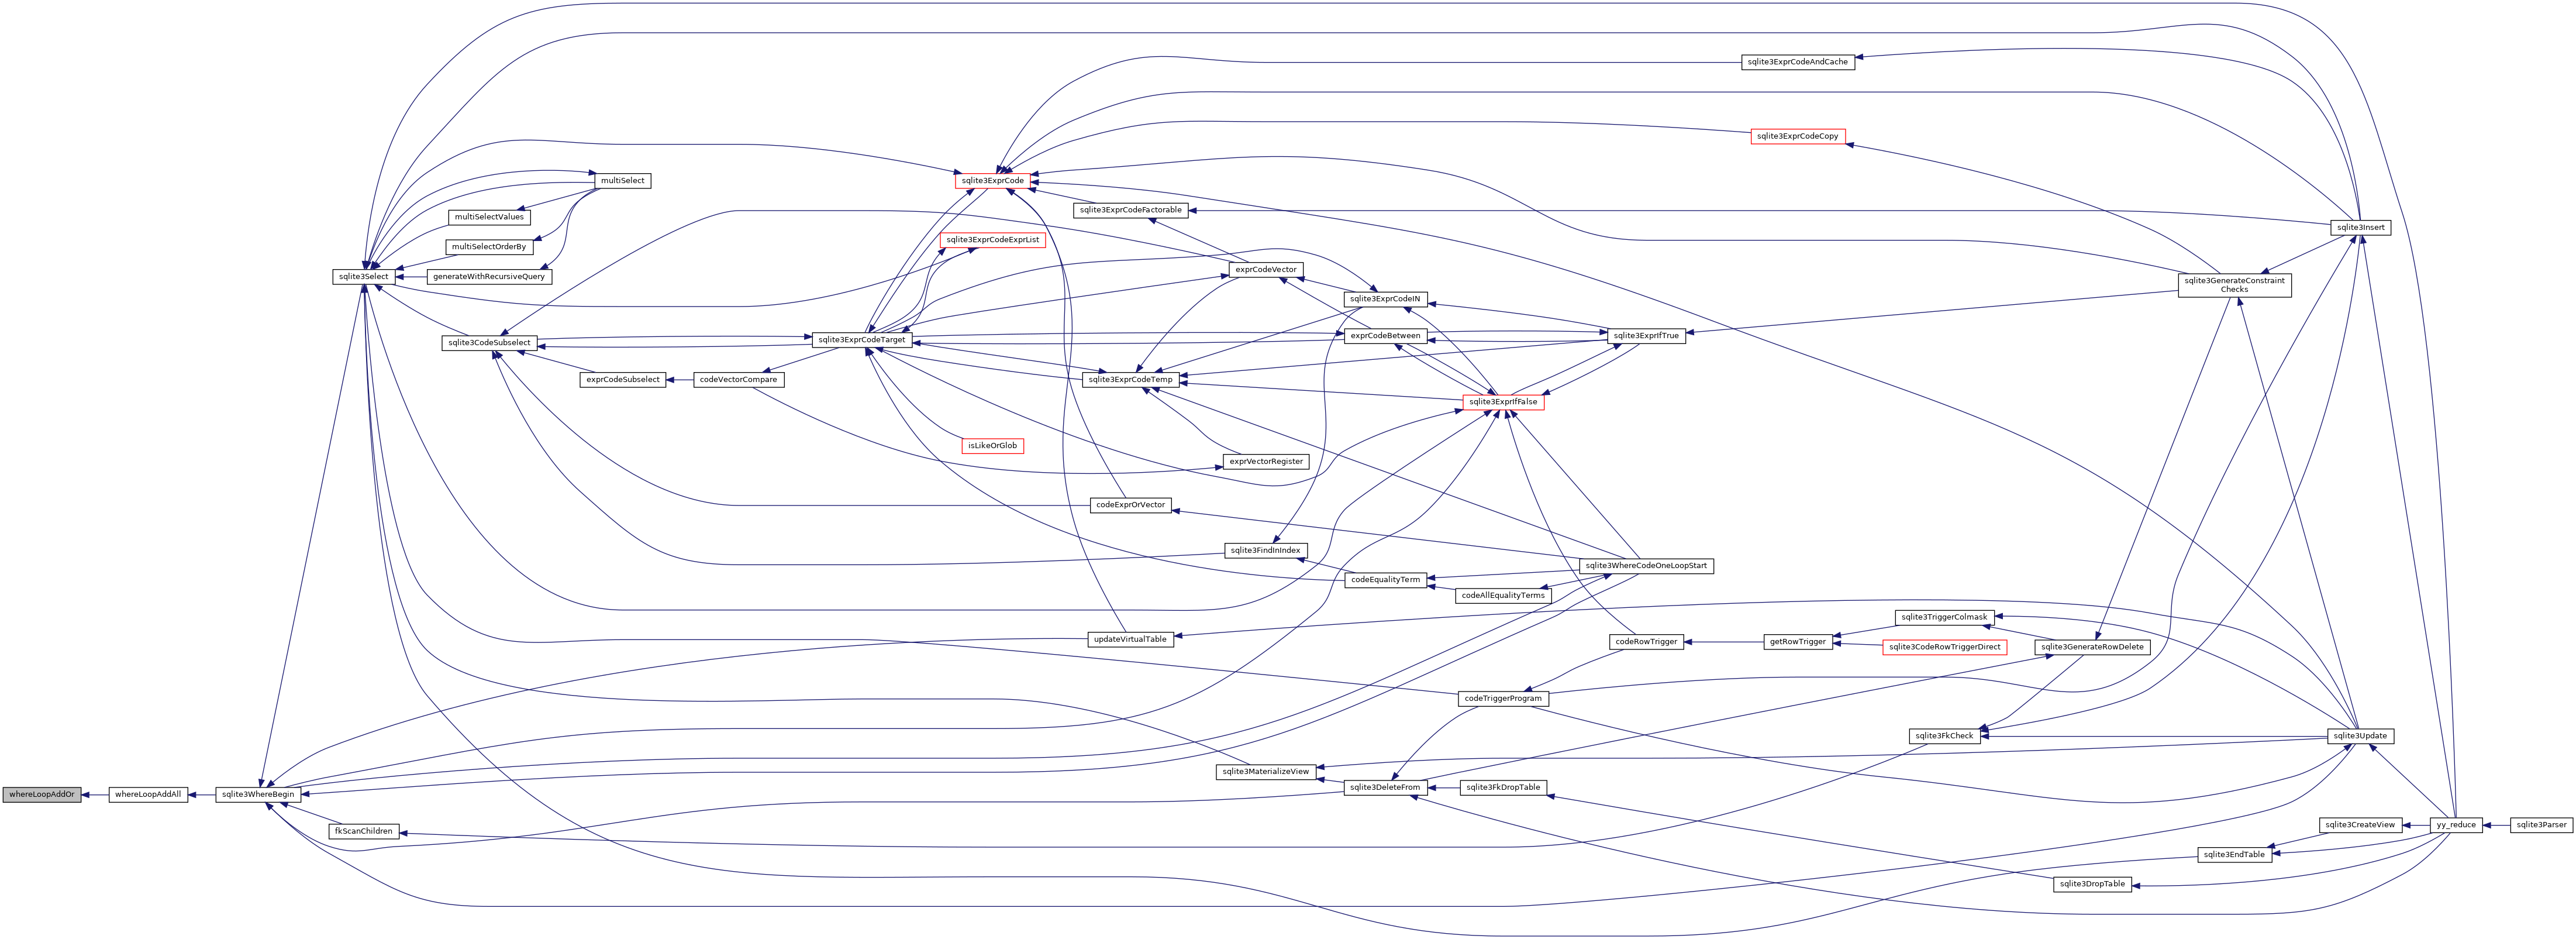 sqlite3ExprCodeAndCache
sqlite3ExprCodeCopy
sqlite3ExprCode
multiSelect
sqlite3ExprCodeFactorable
multiSelectValues
sqlite3Insert
sqlite3ExprCodeExprList
multiSelectOrderBy
exprCodeVector
sqlite3Select
generateWithRecursiveQuery
sqlite3GenerateConstraint
Checks
sqlite3ExprCodeIN
sqlite3ExprIfTrue
exprCodeBetween
sqlite3ExprCodeTarget
sqlite3CodeSubselect
exprCodeSubselect
codeVectorCompare
sqlite3ExprCodeTemp
sqlite3ExprIfFalse
isLikeOrGlob
exprVectorRegister
codeExprOrVector
sqlite3FindInIndex
sqlite3WhereCodeOneLoopStart
codeEqualityTerm
codeAllEqualityTerms
sqlite3TriggerColmask
updateVirtualTable
codeRowTrigger
getRowTrigger
sqlite3CodeRowTriggerDirect
sqlite3GenerateRowDelete
codeTriggerProgram
sqlite3FkCheck
sqlite3Update
sqlite3MaterializeView
sqlite3DeleteFrom
sqlite3FkDropTable
whereLoopAddOr
whereLoopAddAll
sqlite3WhereBegin
fkScanChildren
sqlite3CreateView
yy_reduce
sqlite3Parser
sqlite3EndTable
sqlite3DropTable